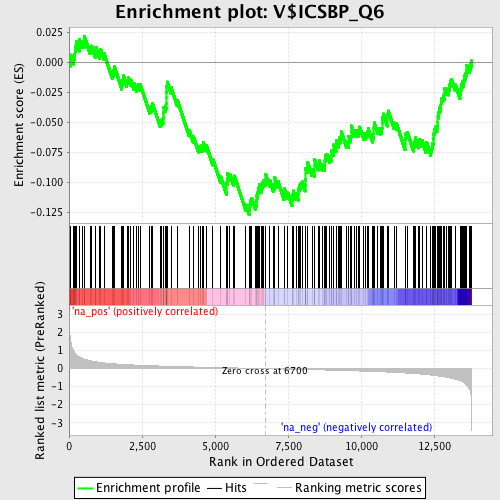 Enrichment plot: V$ICSBP_Q6
Enrichment score (ES)
0.025
0.000
-0.025
-0.050
-0.075
-0.100
-0.125
'na_pos' (positively correlated)
Ranked list metric (PreRanked)
3
2
1
0
-1
-2
-3
Zero cross at 6700
'na_neg' (negatively correlated)
0
2,500
5,000
7,500
10,000
12,500
Rank in Ordered Dataset
Enrichment profile
Hits
Ranking metric scores